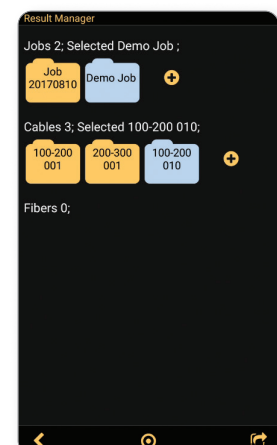 Result Manager
Jobs 2; Selected Demo Job ;
Job
20170810
Demo Job
Cables 3; Selected 100-200 010;
100-200
001
200-300
001
100-200
010
Fibers 0;